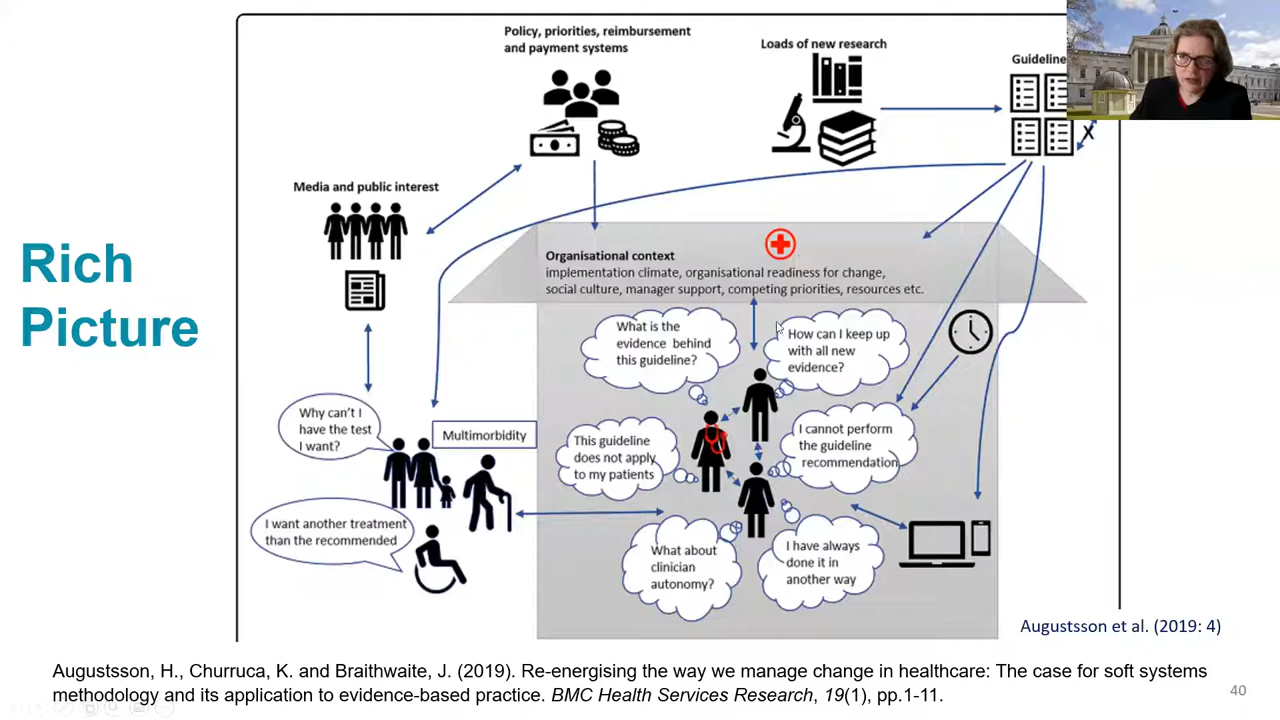 Policy, priorities, reimbursement
and payment systems
Loads of new research
Guideline
Media and public interest
X
Rich
Picture
Organisational context
implementation climate, organisational readiness for change,
social culture, manager support, competing priorities, resources etc.
What is the
evidence behind
this guideline?
How can I keep up
with all new
evidence?
Why can't I
have the test
I want?
Multimorbidity
This guideline
does not apply
to my patients
I cannot perform
the guideline
recommendation
I want another treatment
than the recommended
What about
clinician
autonomy?
I have always
done it in
another way
Augustsson et al. (2019: 4)
Augustsson, H., Churruca, K. and Braithwaite, J. (2019). Re-energising the way we manage change in healthcare: The case for soft systems
methodology and its application to evidence-based practice. BMC Health Services Research, 19(1), pp.1-11.
40